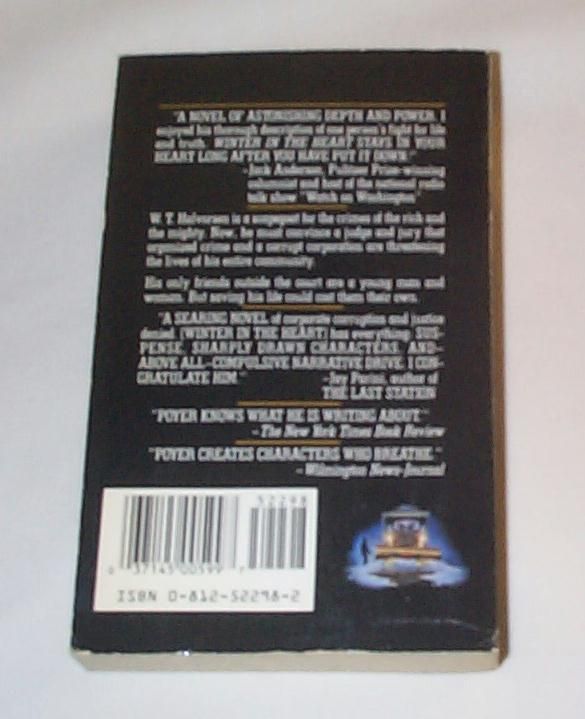 "A NOVEL OF ASTONISHING DEPTH AND POWER. I
enjoyed his thorough description of one person's fight for his
and truth. WINTER IN THE HEART STAYS IN YOUR
HEART LONG AFTER YOU HAVE PUT IT DOWN."
-Jack Anderson, Pulitzer Prize-winning
columnist and host of the national radio
talk show "Watch on Washington"
W. T. Halvorsen is a scapegoat for the crimes of the rich and
the mighty. Now, he must convince a judge and jury that
organized crime and a corrupt corporation are threatening
the lives of his entire community.
His only friends outside the court are a young man and
woman. But saving his life could cost them their own.
"A SEARING NOVEL of corporate corruption and justice
denied. [WINTER IN THE HEART] has everything: SUS-
PENSE, SHARPLY DRAWN CHARACTERS AND-
ABOVE ALL-COMPULSIVE NARRATIVE DRIVE. I CON-
GRATULATE HIM."
-Jay Parini, author of
THE LAST STATION
"POYER KNOWS WHAT HE IS WRITING ABOUT."
-The New York Times Book Review
"POYER CREATES CHARACTERS WHO BREATHE."
-Wilmington News-Journal
52298
0 37145 00599 7
ISBN 0-812-52298-2